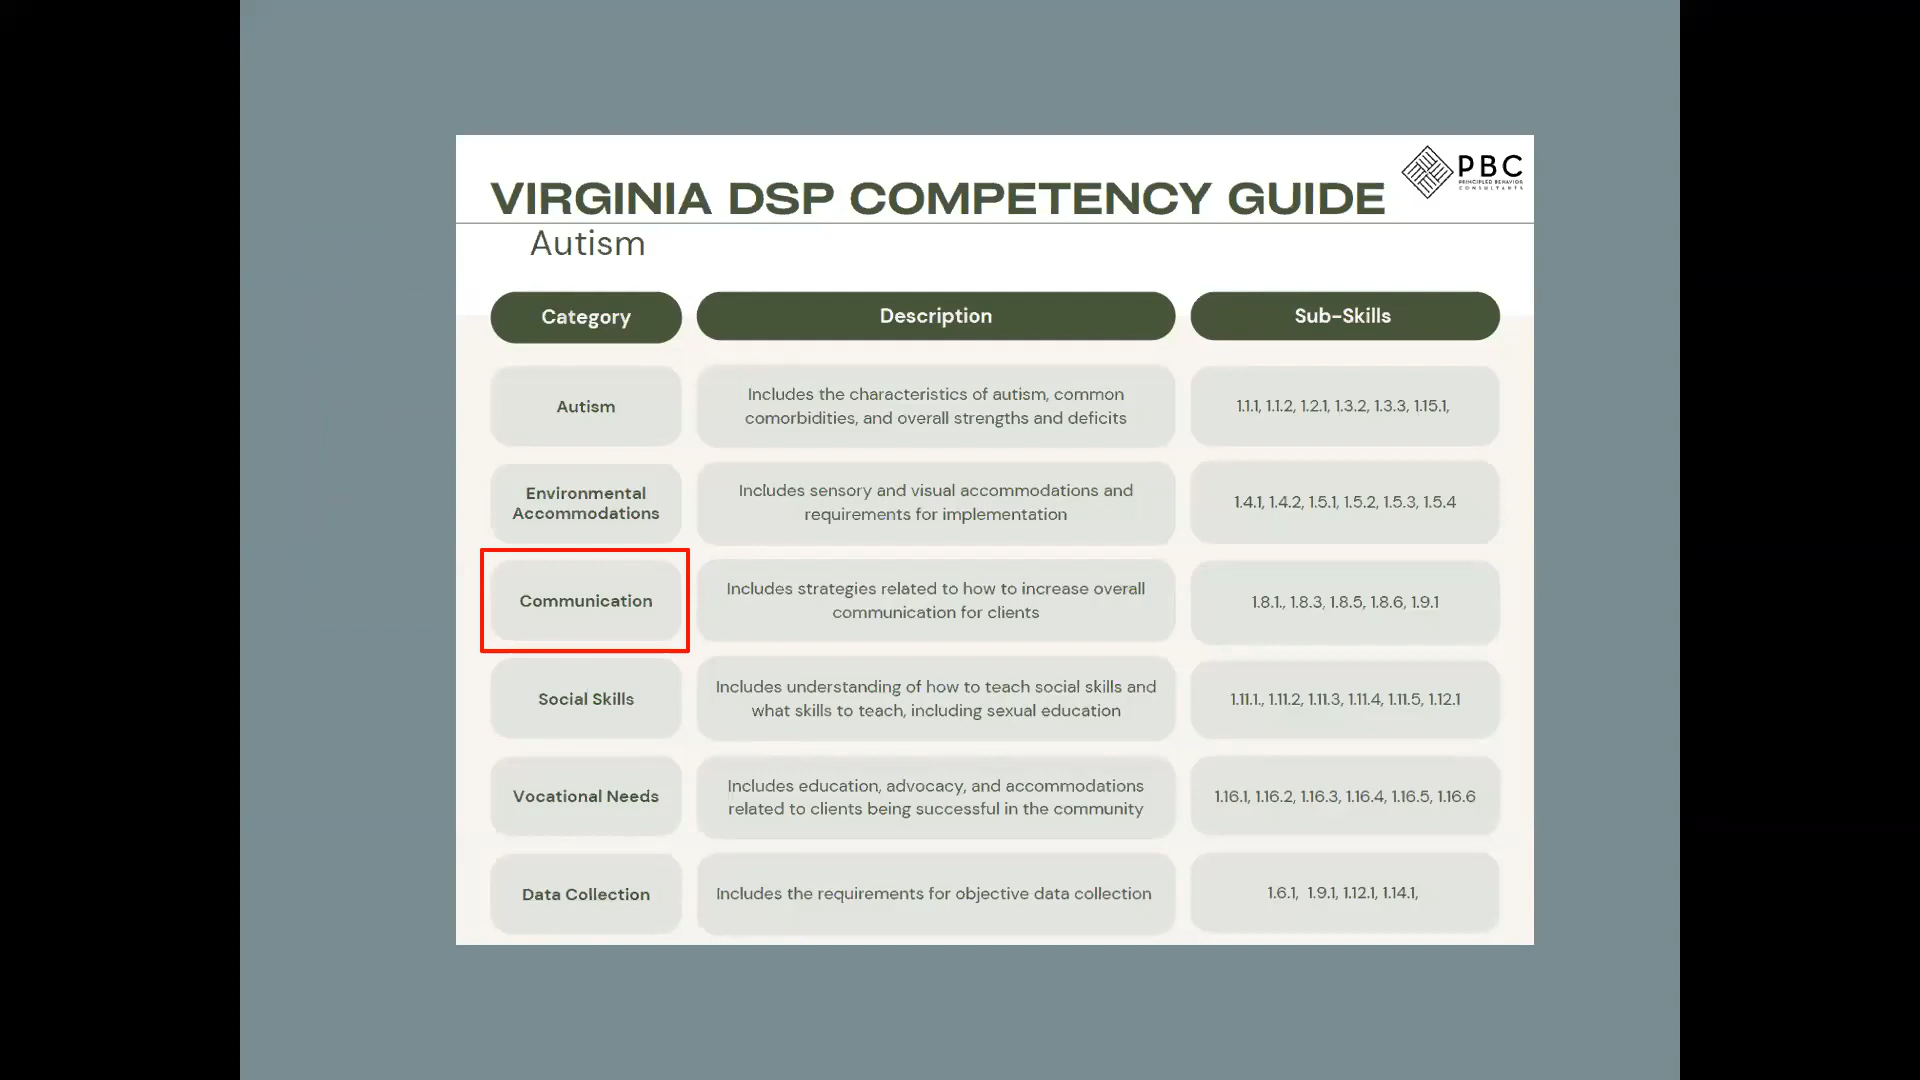 VIRGINIA DSP COMPETENCY GUIDE
PBC
PRINCIPLED BEHAVIOR
CONSULTANTS
Autism
Category
Description
Sub-Skills
Autism
Includes the characteristics of autism, common
comorbidities, and overall strengths and deficits
1.1.1, 1.1.2, 1.2.1, 1.3.2, 1.3.3, 1.15.1,
Environmental
Accommodations
Includes sensory and visual accommodations and
requirements for implementation
1.4.1, 1.4.2, 1.5.1, 1.5.2, 1.5.3, 1.5.4
Communication
Includes strategies related to how to increase overall
communication for clients
1.8.1., 1.8.3, 1.8.5, 1.8.6, 1.9.1
Social Skills
Includes understanding of how to teach social skills and
what skills to teach, including sexual education
1.11.1., 1.11.2, 1.11.3, 1.11.4, 1.11.5, 1.12.1
Vocational Needs
Includes education, advocacy, and accommodations
related to clients being successful in the community
1.16.1, 1.16.2, 1.16.3, 1.16.4, 1.16.5, 1.16.6
Data Collection
Includes the requirements for objective data collection
1.6.1, 1.9.1, 1.12.1, 1.14.1,